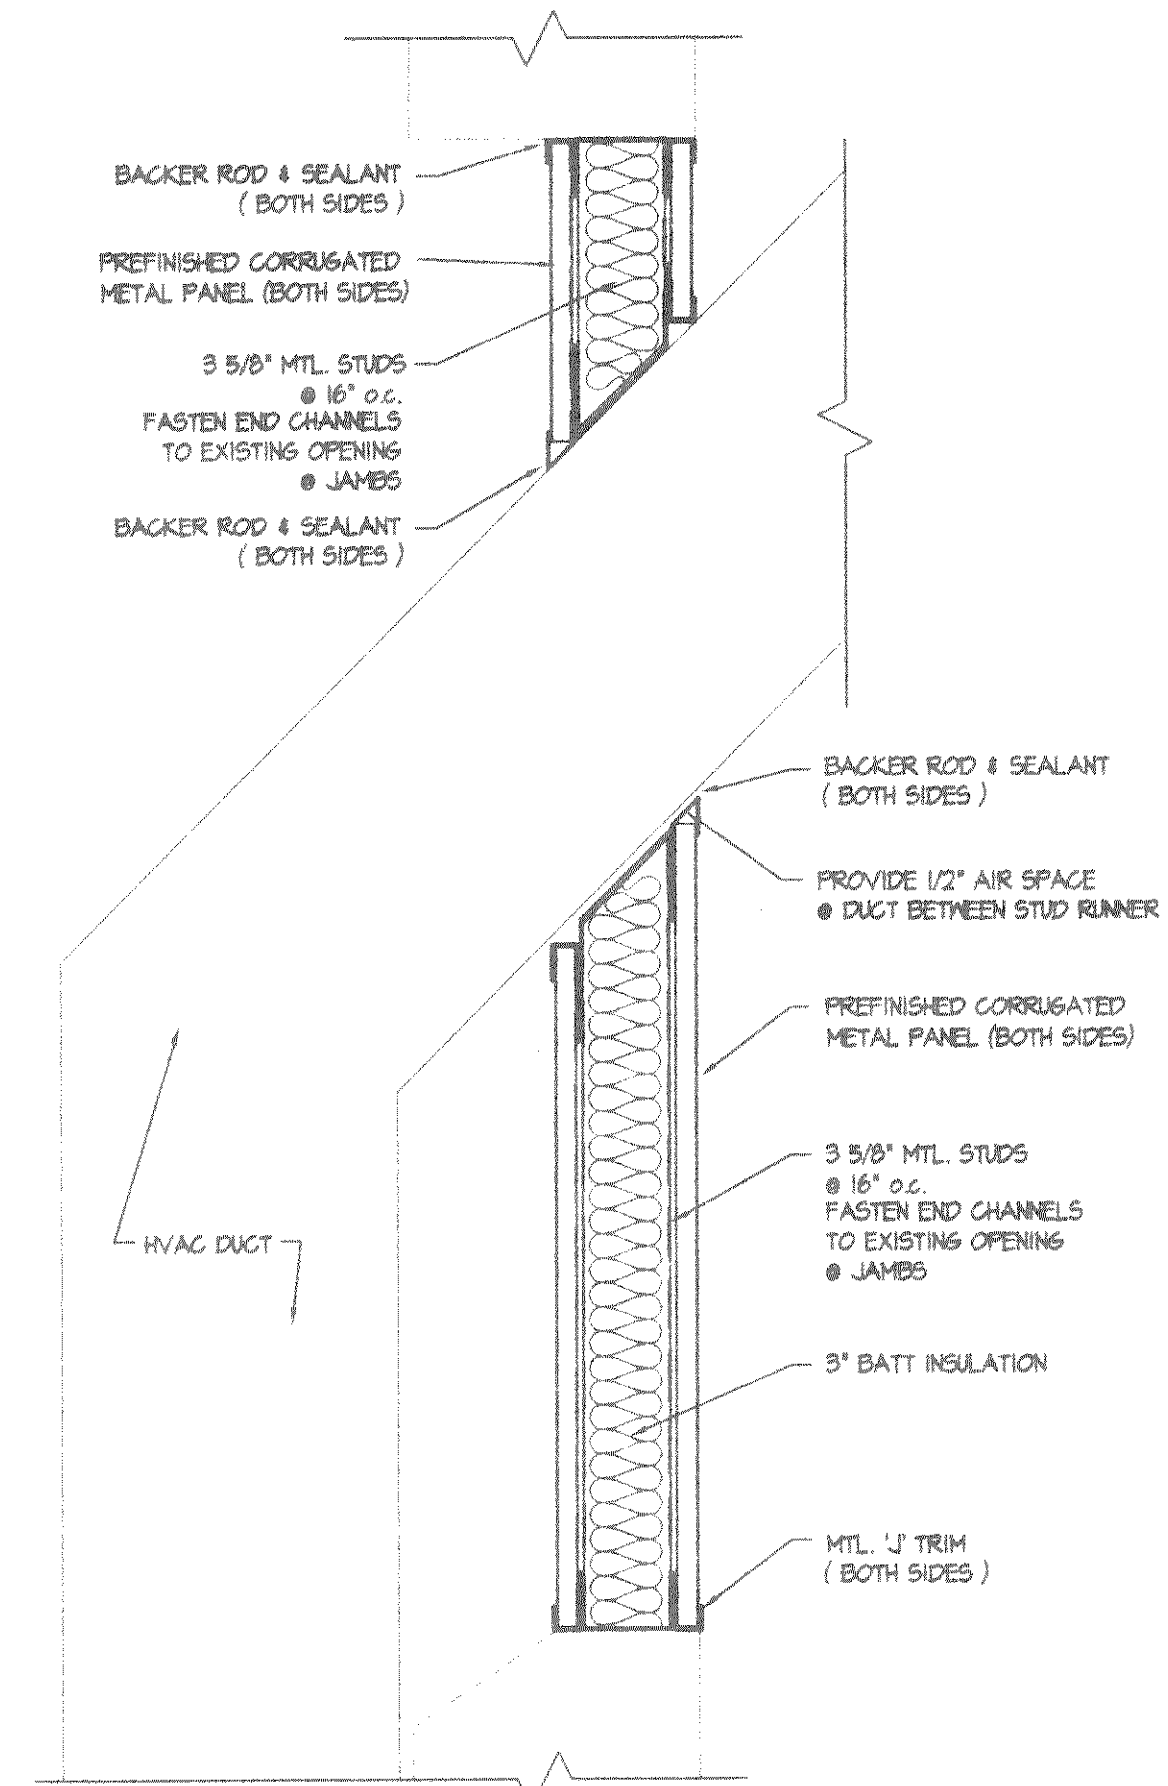 BACKER ROD & SEALANT
( BOTH SIDES )
PREFINISHED CORRUGATED
METAL PANEL (BOTH SIDES)
3 5/8" MTL. STUDS
@ 16" o.c.
FASTEN END CHANNELS
TO EXISTING OPENING
@ JAMBS
BACKER ROD & SEALANT
( BOTH SIDES )
BACKER ROD & SEALANT
( BOTH SIDES )
PROVIDE 1/2" AIR SPACE
@ DUCT BETWEEN STUD RUNNER
PREFINISHED CORRUGATED
METAL PANEL (BOTH SIDES)
3 5/8" MTL. STUDS
@ 16" o.c.
FASTEN END CHANNELS
TO EXISTING OPENING
@ JAMBS
HVAC DUCT
3" BATT INSULATION
MTL. 'J' TRIM
( BOTH SIDES )